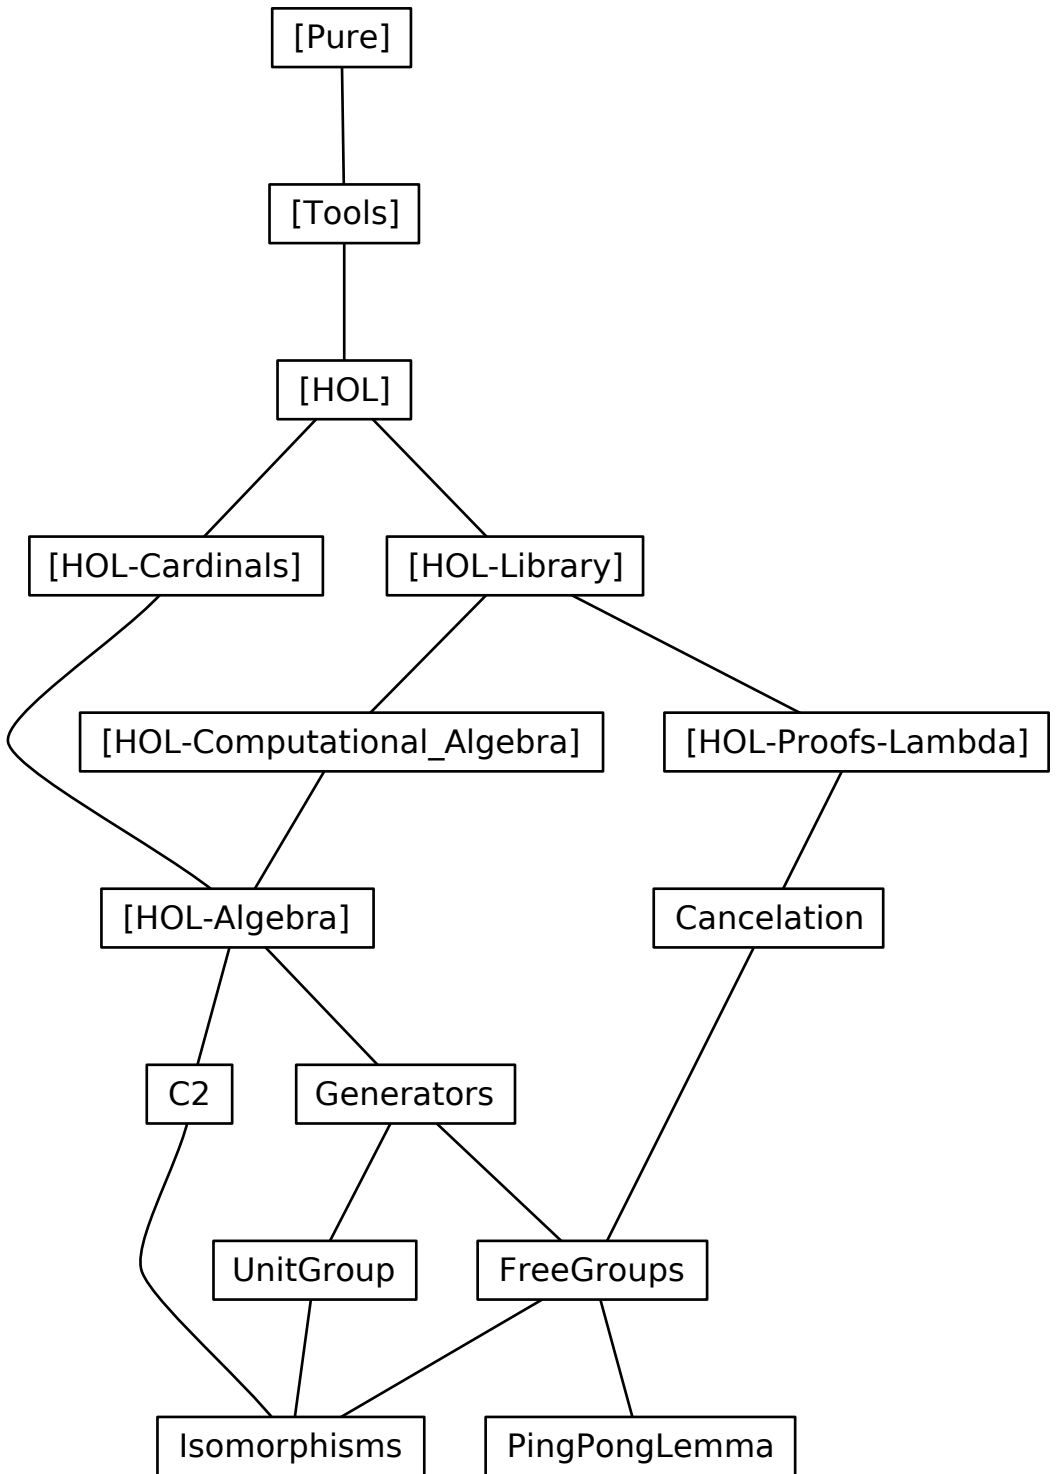 [Pure]
[Tools]
[HOL]
[HOL-Cardinals]
[HOL-Library]
[HOL-Computational_Algebra]
[HOL-Proofs-Lambda]
[HOL-Algebra]
Cancelation
C2
Generators
UnitGroup
FreeGroups
Isomorphisms
PingPongLemma